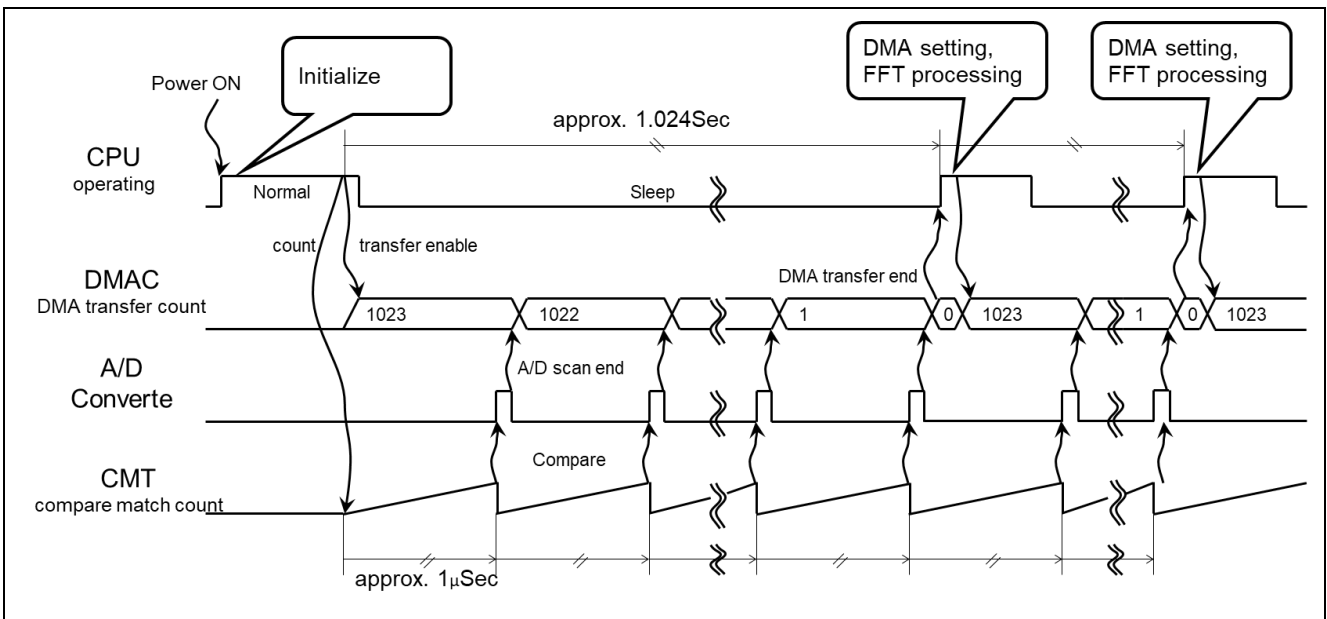 Power ON
Initialize
DMA setting,
FFT processing
DMA setting,
FFT processing
approx. 1.024Sec
CPU
operating
Normal
Sleep
count
transfer enable
DMA transfer end
DMAC
DMA transfer count
1023
1022
1
0
1023
1
0
1023
A/D
Converte
A/D scan end
Compare
CMT
compare match count
approx. 1μSec